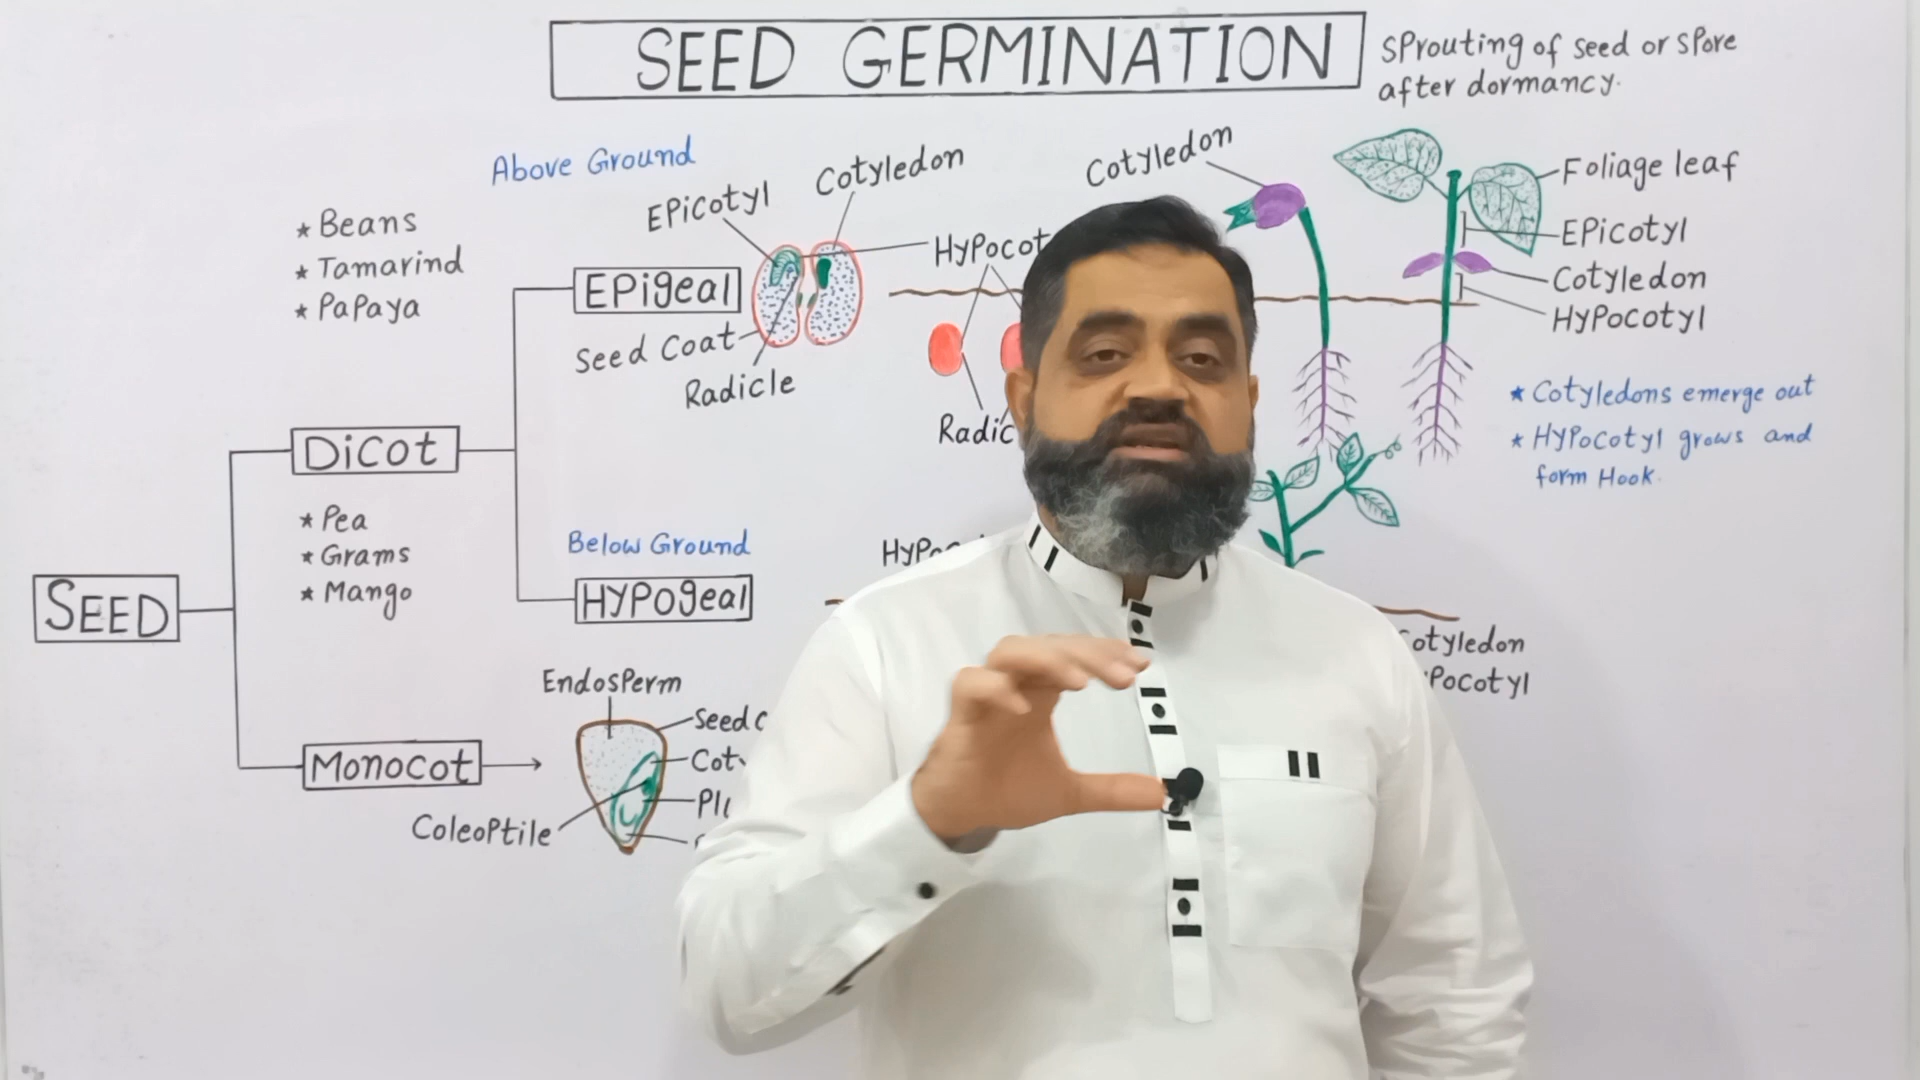 SEED GERMINATION
SProuting of seed or SPore
after dormancy.
Above Ground
Cotyledon
EPicotyl
Cotyledon
Foliage leaf
* Beans
* Tamarind
* PaPaya
EPigeal
EPicotyl
Cotyledon
HyPocotyl
Seed Coat
Radicle
* Cotyledons emerge out
* HyPocotyl grows and
form Hook.
Dicot
* Pea
* Grams
* Mango
Below Ground
HYPogeal
SEED
EndosPerm
Monocot
ColeoPtile